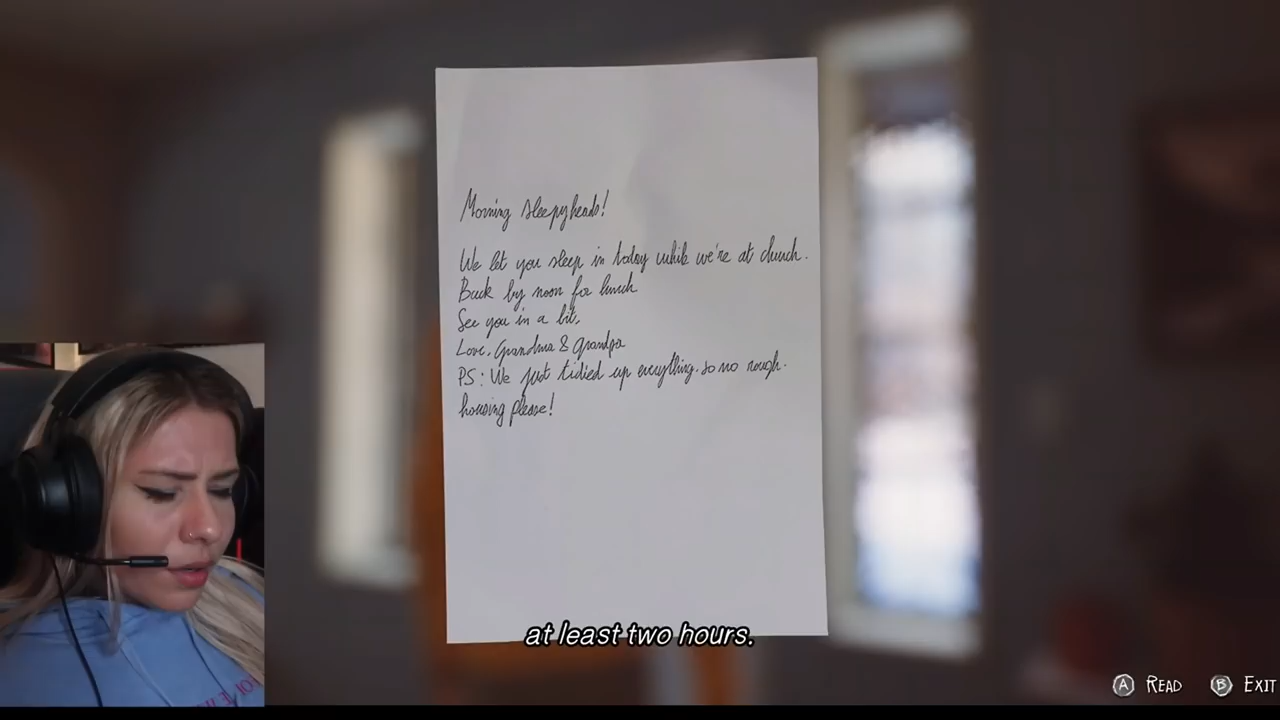 Morning sleepyheads!
We let you sleep in today while we're at church.
Back by noon for lunch
See you in a bit,
Love, Grandma & Grandpa
PS: We just tidied up everything. so no rough-
housing please!
at least two hours.
A READ B EXIT